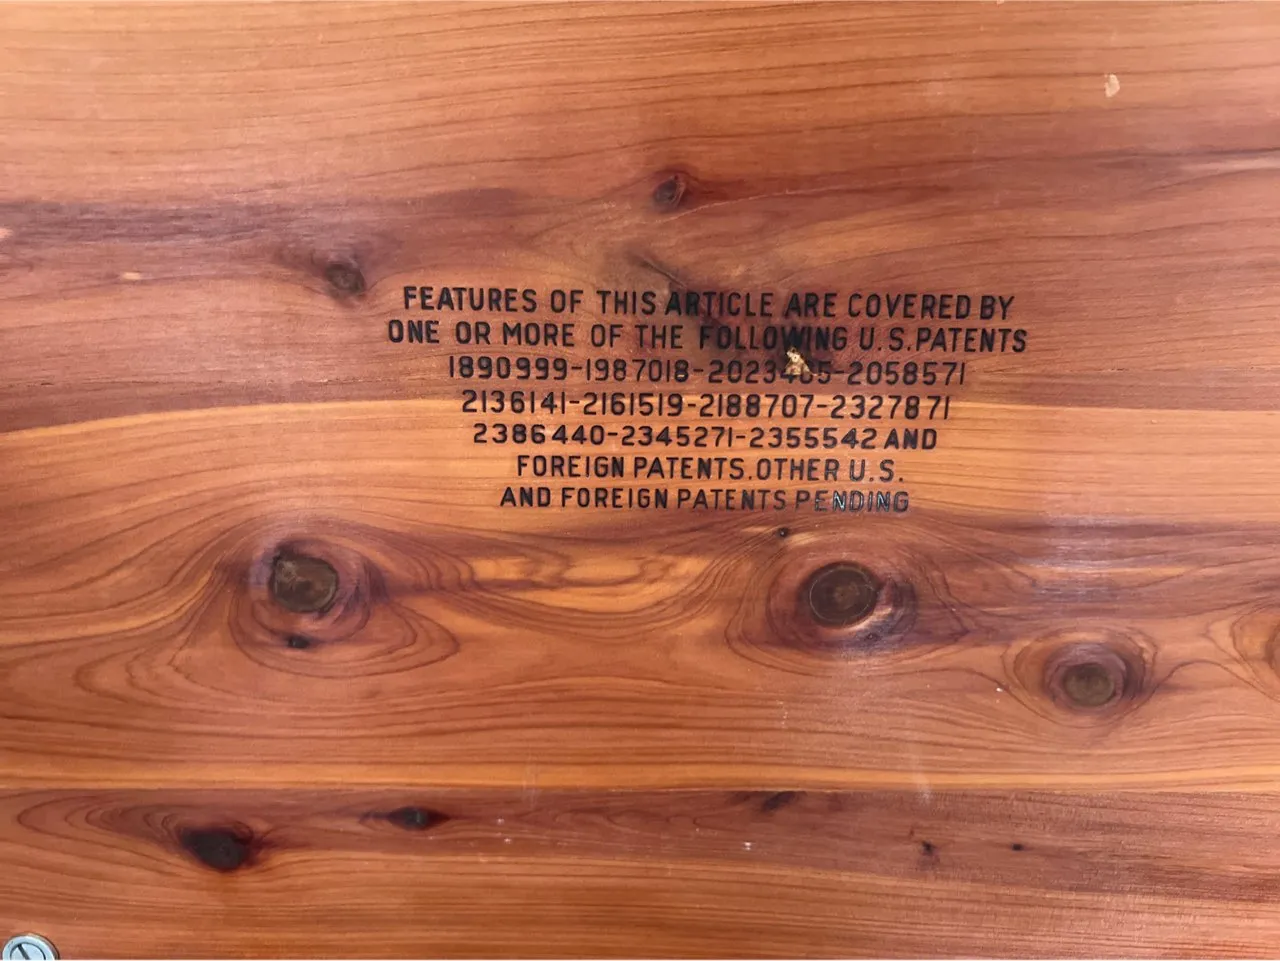 FEATURES OF THIS ARTICLE ARE COVERED BY
ONE OR MORE OF THE FOLLOWING U.S. PATENTS
1890999-1987018-2023405-2058571
2136141-2161519-2188707-2327871
2386440-2345271-2355542 AND
FOREIGN PATENTS. OTHER U.S.
AND FOREIGN PATENTS PENDING